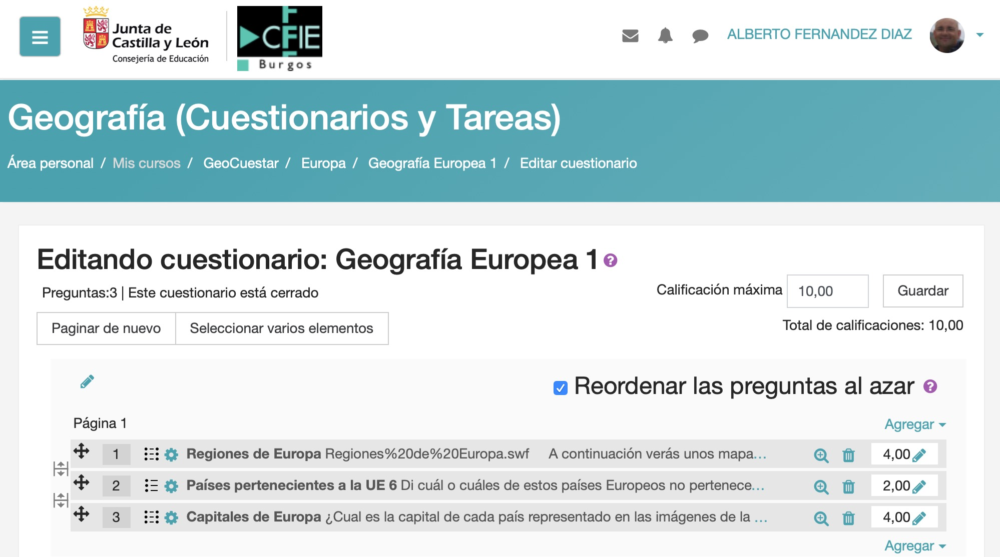 Junta de
Castilla y León
Consejería de Educación
CFIE
Burgos
ALBERTO FERNANDEZ DIAZ
Geografía (Cuestionarios y Tareas)
Área personal / Mis cursos / GeoCuestar / Europa / Geografía Europea 1 / Editar cuestionario
Editando cuestionario: Geografía Europea 1
Preguntas:3 | Este cuestionario está cerrado
Calificación máxima 10,00 Guardar
Paginar de nuevo Seleccionar varios elementos
Total de calificaciones: 10,00
Reordenar las preguntas al azar
Página 1
Agregar
1 Regiones de Europa Regiones%20de%20Europa.swf A continuación verás unos mapa... 4,00
2 Países pertenecientes a la UE 6 Di cuál o cuáles de estos países Europeos no pertenece... 2,00
3 Capitales de Europa ¿Cual es la capital de cada país representado en las imágenes de la ... 4,00
Agregar